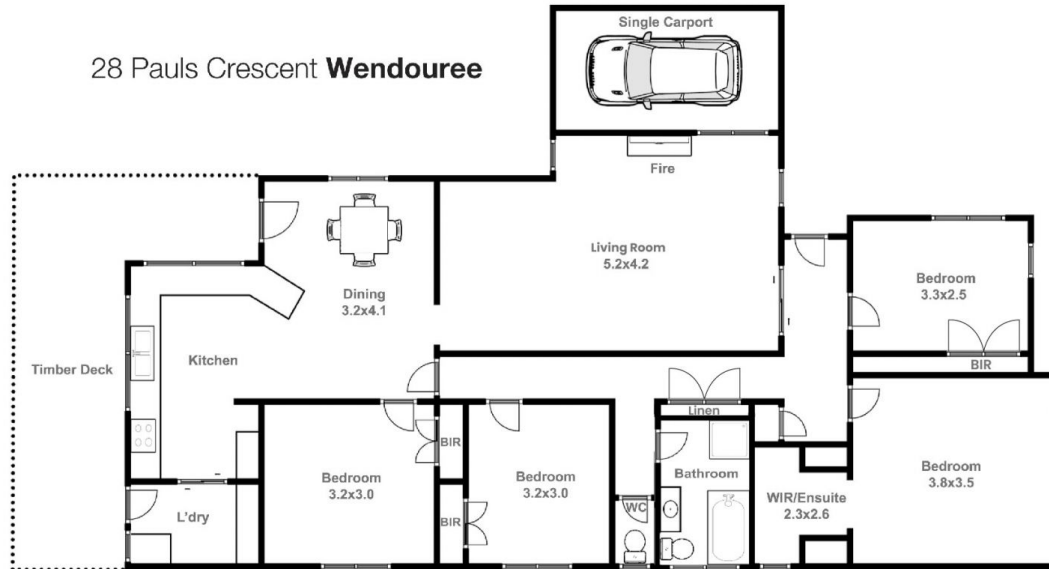 28 Pauls Crescent Wendouree
Single Carport
Fire
Living Room
5.2x4.2
Dining
3.2x4.1
Bedroom
3.3x2.5
BIR
Timber Deck
Kitchen
Linen
BIR
Bedroom
3.2x3.0
Bedroom
3.2x3.0
Bathroom
Bedroom
3.8x3.5
WIR/Ensuite
2.3x2.6
L'dry
BIR
WC